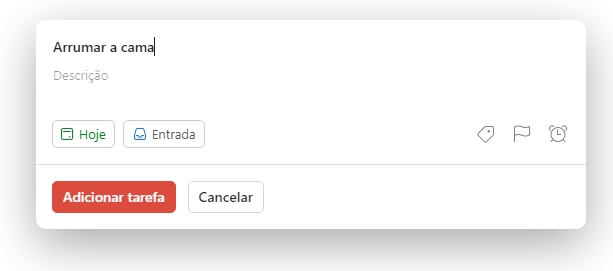 Arrumar a cama
Descrição
Hoje Entrada
Adicionar tarefa Cancelar